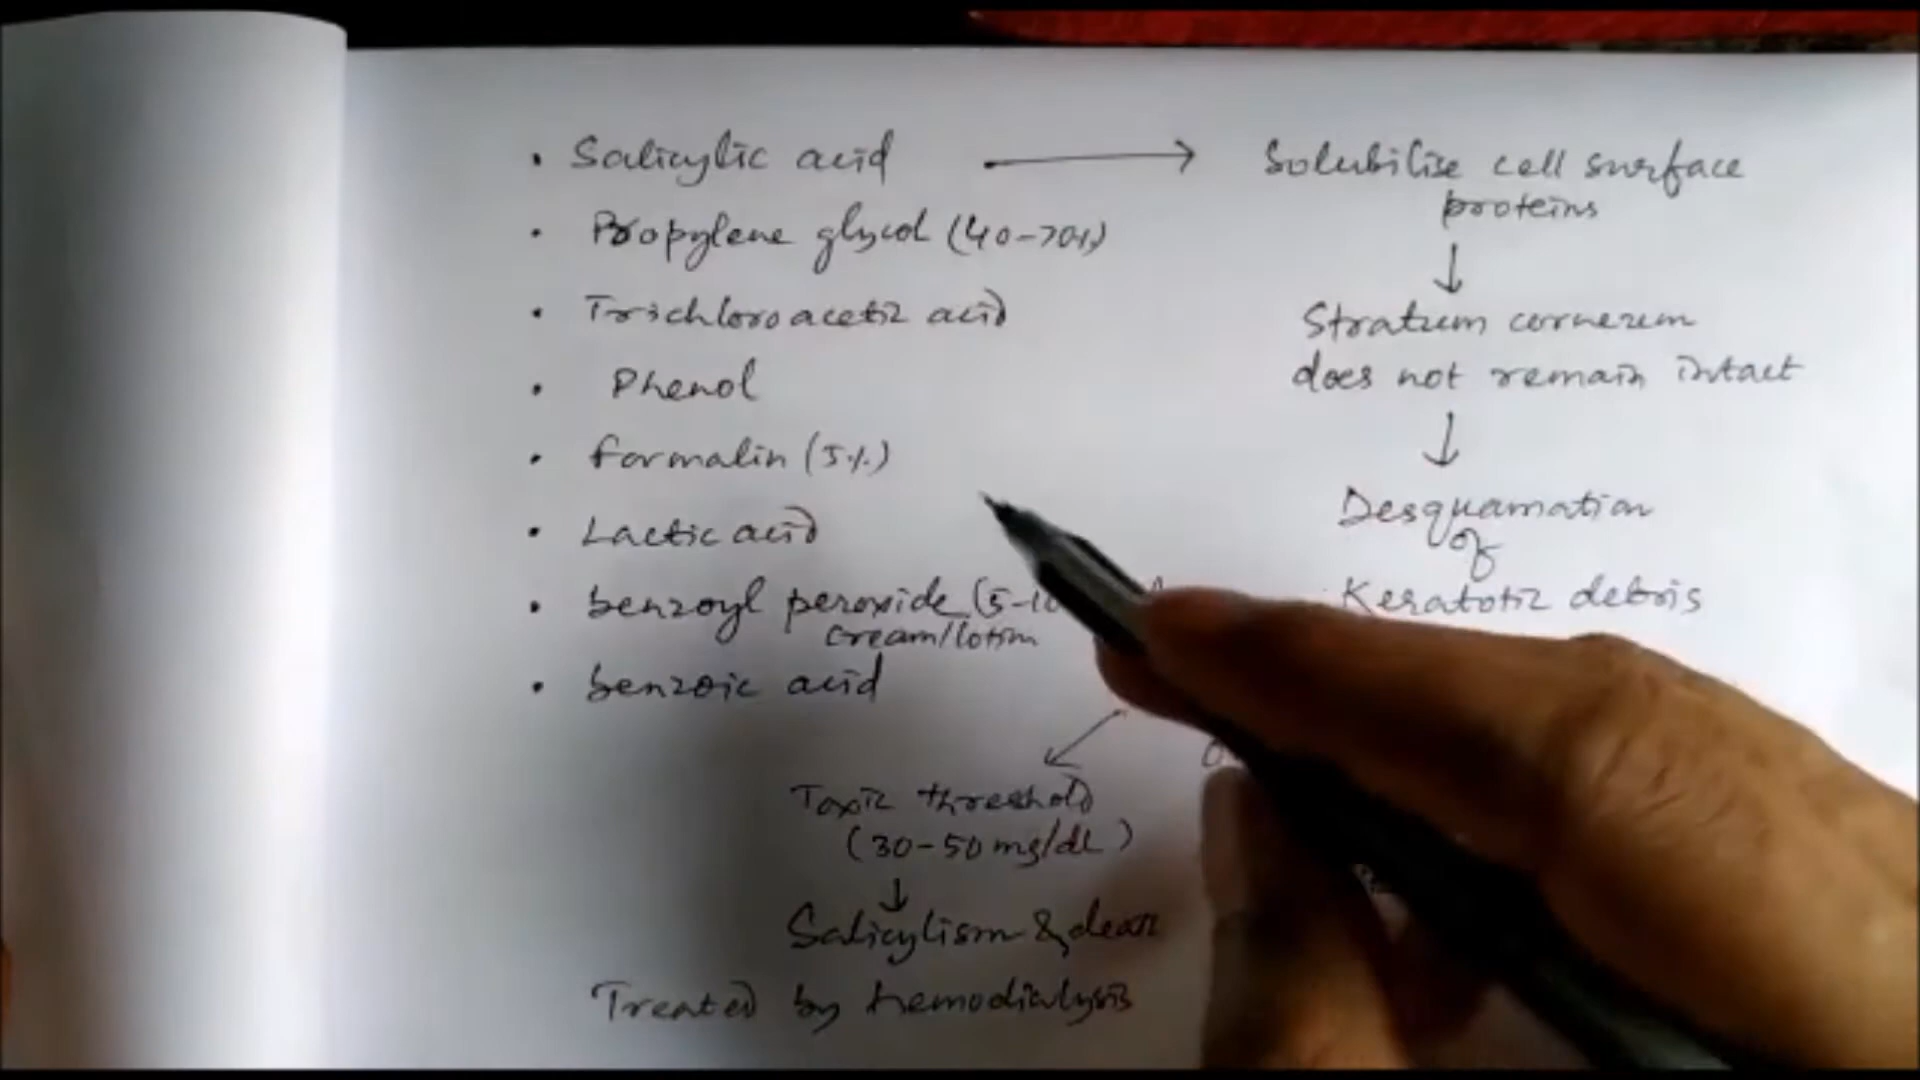 • Salicylic acid → Solubilise cell surface
proteins
• Propylene glycol (40-70%)
↓
• Trichloroacetic acid
Stratum corneum
does not remain intact
• Phenol
↓
• formalin (5%)
Desquamation
of
• Lactic acid
• benzoyl peroxide (5-10
Keratotic debris
cream/lotion
• benzoic acid
Toxic threshold
(30-50 mg/dL)
↓
Salicylism &
Treated by hemodialysis